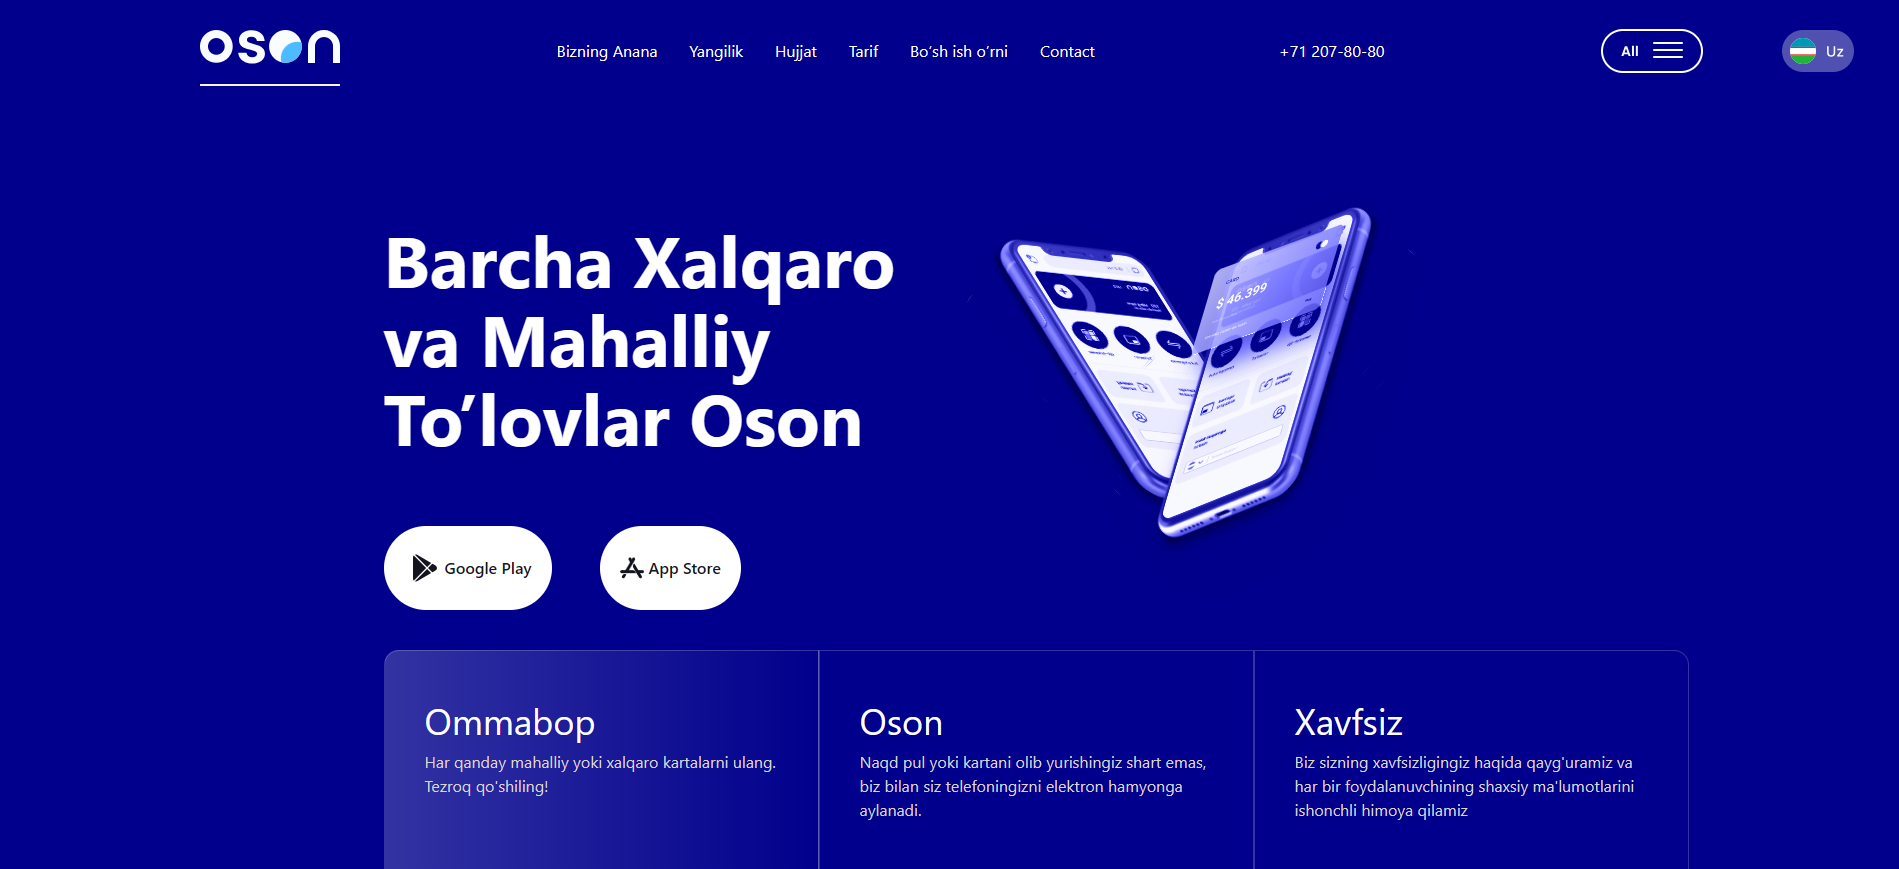 oson
Bizning Anana
Yangilik
Hujjat
Tarif
Bo‘sh ish o‘rni
Contact
+71 207-80-80
All
Uz
Barcha Xalqaro
va Mahalliy
To’lovlar Oson
$ 46.399
Google Play
App Store
Ommabop
Har qanday mahalliy yoki xalqaro kartalarni ulang.
Tezroq qo'shiling!
Oson
Naqd pul yoki kartani olib yurishingiz shart emas,
biz bilan siz telefoningizni elektron hamyonga
aylanadi.
Xavfsiz
Biz sizning xavfsizligingiz haqida qayg'uramiz va
har bir foydalanuvchining shaxsiy ma'lumotlarini
ishonchli himoya qilamiz